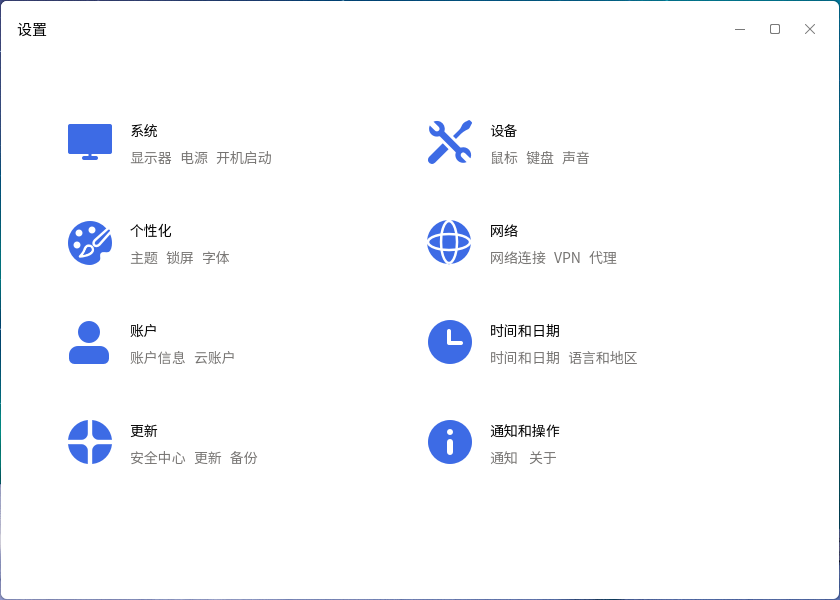 设置
系统
显示器 电源 开机启动
设备
鼠标 键盘 声音
个性化
主题 锁屏 字体
网络
网络连接 VPN 代理
账户
账户信息 云账户
时间和日期
时间和日期 语言和地区
更新
安全中心 更新 备份
通知和操作
通知 关于